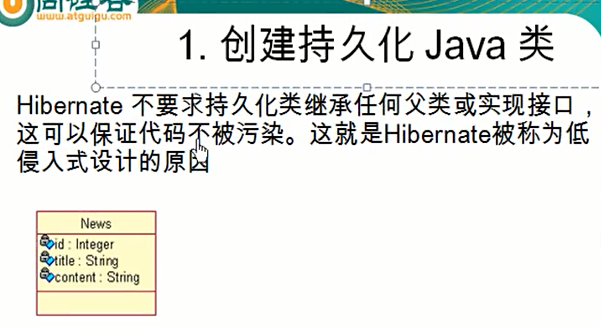 www.atguigu.com
1. 创建持久化 Java 类
Hibernate 不要求持久化类继承任何父类或实现接口，
这可以保证代码不被污染。这就是Hibernate被称为低
侵入式设计的原因
News
id : Integer
title : String
content : String